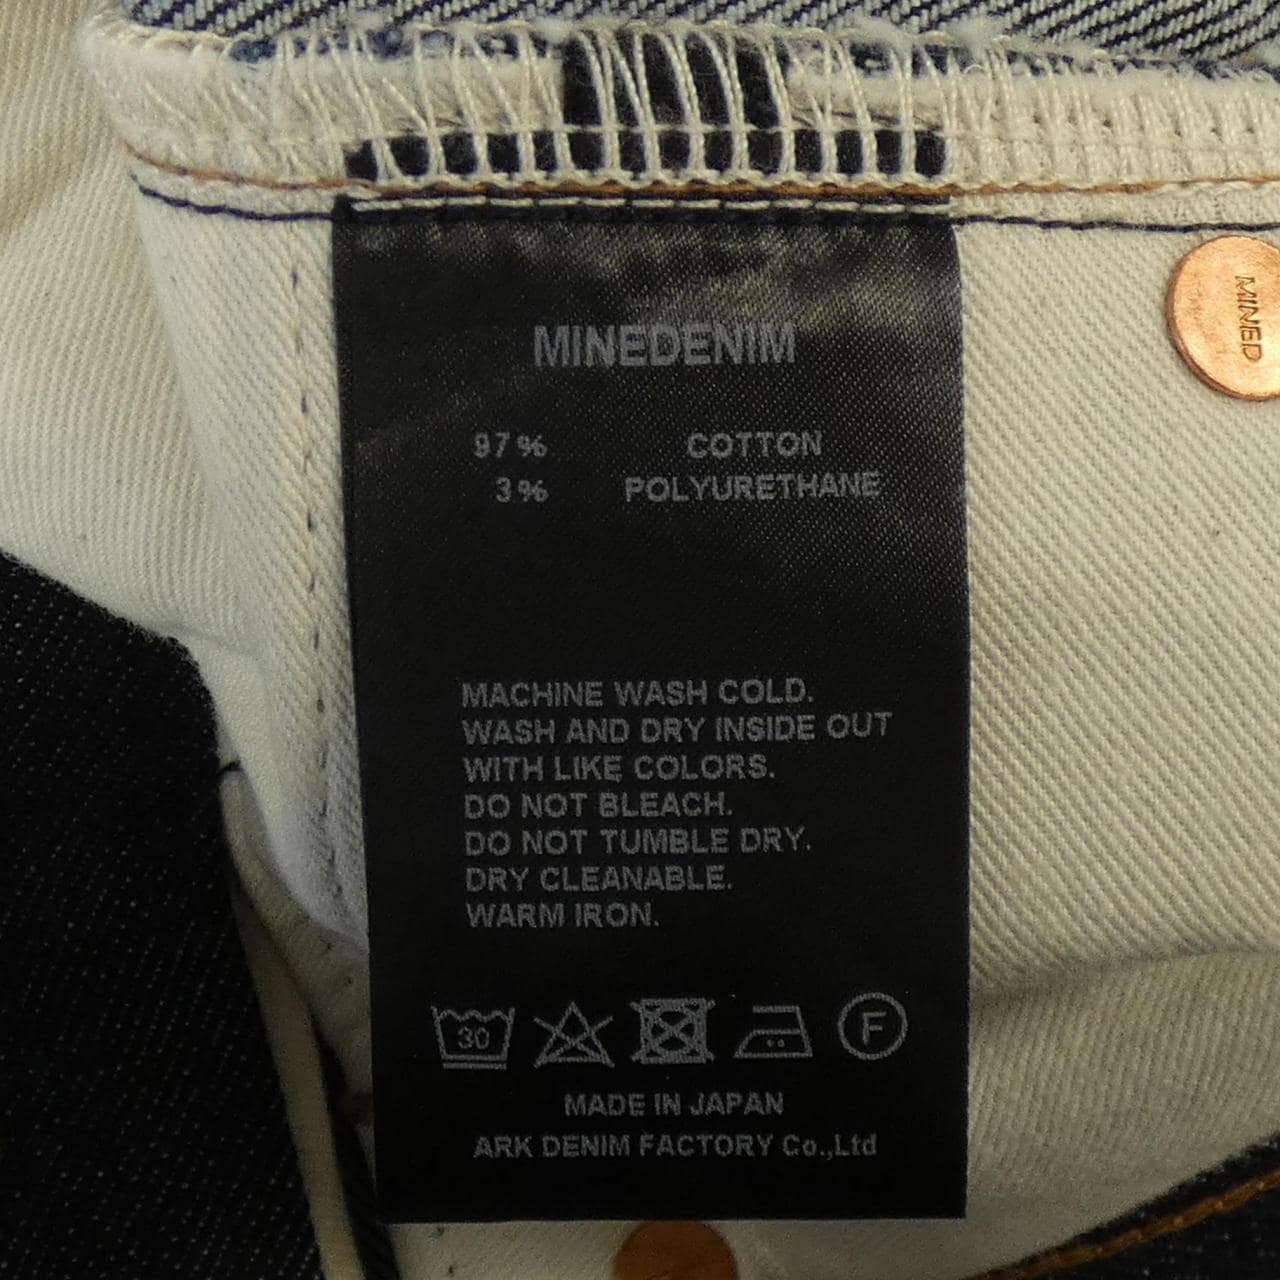 MINEDENIM
MINED
97% COTTON
3% POLYURETHANE
MACHINE WASH COLD.
WASH AND DRY INSIDE OUT
WITH LIKE COLORS.
DO NOT BLEACH.
DO NOT TUMBLE DRY.
DRY CLEANABLE.
WARM IRON.
30
F
MADE IN JAPAN
ARK DENIM FACTORY Co.,Ltd